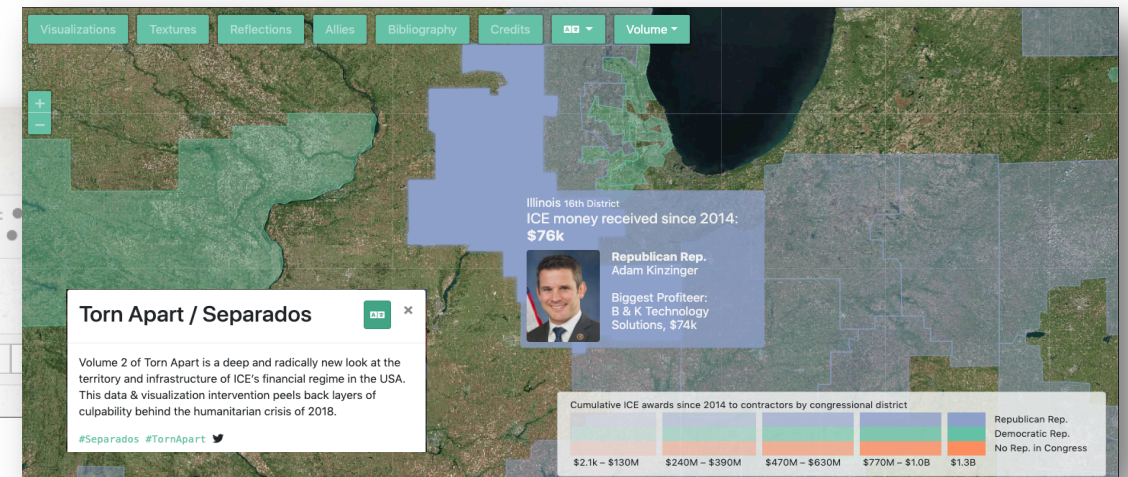 Visualizations
Textures
Reflections
Allies
Bibliography
Credits
Volume
+
−
Illinois 16th District
ICE money received since 2014:
$76k
Republican Rep.
Adam Kinzinger
Biggest Profiteer:
B & K Technology
Solutions, $74k
Torn Apart / Separados
×
Volume 2 of Torn Apart is a deep and radically new look at the
territory and infrastructure of ICE's financial regime in the USA.
This data & visualization intervention peels back layers of
culpability behind the humanitarian crisis of 2018.
#Separados #TornApart
Cumulative ICE awards since 2014 to contractors by congressional district
Republican Rep.
Democratic Rep.
No Rep. in Congress
$2.1k – $130M
$240M – $390M
$470M – $630M
$770M – $1.0B
$1.3B